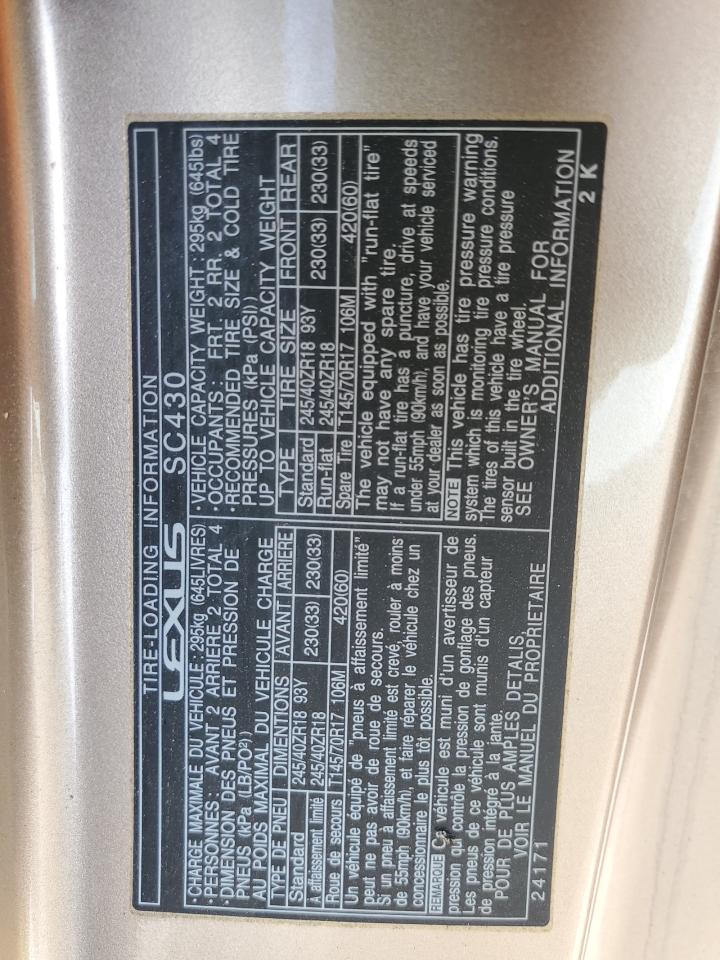 TIRE-LOADING INFORMATION
LEXUS SC430
·CHARGE MAXIMALE DU VEHICULE : 295kg (645LIVRES)
·PERSONNES : AVANT 2 ARRIERE 2 TOTAL 4
·DIMENSION DES PNEUS ET PRESSION DE
PNEUS (kPa (LB/PO²))
AU POIDS MAXIMAL DU VEHICULE CHARGE
TYPE DE PNEU DIMENTIONS AVANT ARRIERE
Standard 245/40ZR18 93Y 230(33) 230(33)
À affaissement limité 245/40ZR18
Roue de secours T14570R17 106M 420(60)
Un véhicule équipé de "pneus à affaissement limité"
peut ne pas avoir de roue de secours.
Si un pneu à affaissement limité est crevé, rouler à moins
de 55mph (90km/h), et faire réparer le véhicule chez un
concessionnaire le plus tôt possible.
REMARQUE Ce véhicule est muni d'un avertisseur de
pression qui contrôle la pression de gonflage des pneus.
Les pneus de ce véhicule sont munis d'un capteur
de pression intégré à la jante.
POUR DE PLUS AMPLES DETAILS,
VOIR LE MANUEL DU PROPRIETAIRE
24171
·VEHICLE CAPACITY WEIGHT : 295kg (645lbs)
·OCCUPANTS : FRT. 2 RR. 2 TOTAL 4
·RECOMMENDED TIRE SIZE & COLD TIRE
PRESSURES (kPa (PSI))
UP TO VEHICLE CAPACITY WEIGHT
TYPE TIRE SIZE FRONT REAR
Standard 245/40ZR18 93Y 230(33) 230(33)
Run-flat 245/40ZR18
Spare Tire T14570R17 106M 420(60)
The vehicle equipped with "run-flat tire"
may not have any spare tire.
If a run-flat tire has a puncture, drive at speeds
under 55mph (90km/h), and have your vehicle serviced
at your dealer as soon as possible.
NOTE This vehicle has tire pressure warning
system which is monitoring tire pressure conditions.
The tires of this vehicle have a tire pressure
sensor built in the tire wheel.
SEE OWNER'S MANUAL FOR
ADDITIONAL INFORMATION
2 K